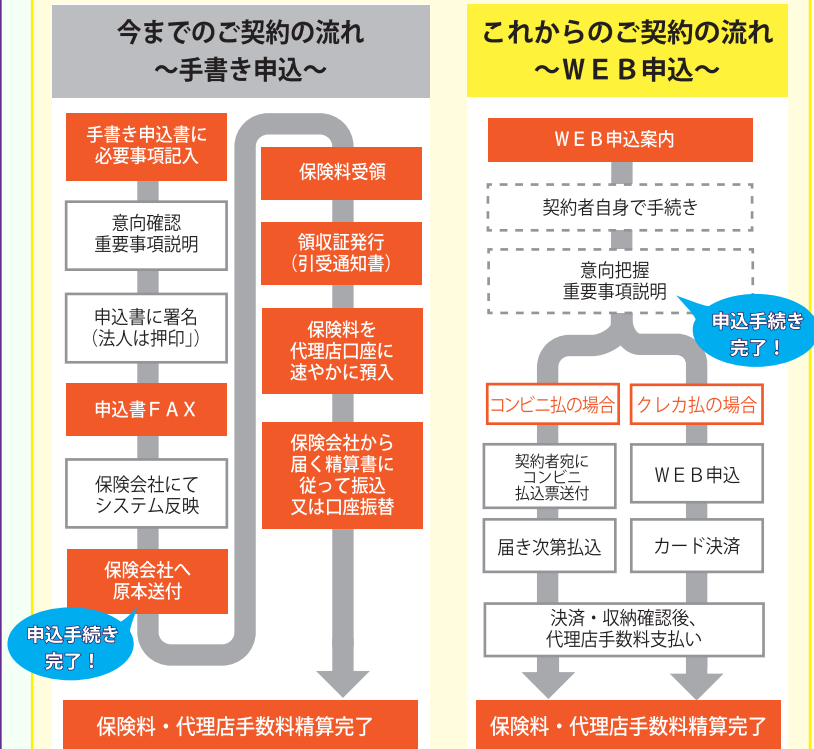 今までのご契約の流れ
～手書き申込～
手書き申込書に
必要事項記入
意向確認
重要事項説明
申込書に署名
（法人は押印」）
申込書ＦＡＸ
保険会社にて
システム反映
保険会社へ
原本送付
申込手続き
完了！
保険料受領
領収証発行
（引受通知書）
保険料を
代理店口座に
速やかに預入
保険会社から
届く精算書に
従って振込
又は口座振替
保険料・代理店手数料精算完了
これからのご契約の流れ
～ＷＥＢ申込～
ＷＥＢ申込案内
契約者自身で手続き
意向把握
重要事項説明
申込手続き
完了！
コンビニ払の場合
契約者宛に
コンビニ
払込票送付
届き次第払込
クレカ払の場合
ＷＥＢ申込
カード決済
決済・収納確認後、
代理店手数料支払い
保険料・代理店手数料精算完了